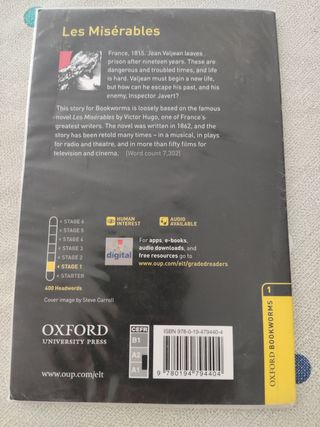 Les Misérables
France, 1815. Jean Valjean leaves
prison after nineteen years. These are
dangerous and troubled times, and life
is hard. Valjean must begin a new life,
but how can he escape his past, and his
enemy, Inspector Javert?
This story for Bookworms is loosely based on the famous
novel Les Misérables by Victor Hugo, one of France's
greatest writers. The novel was written in 1862, and the
story has been retold many times – in a musical, in plays
for radio and theatre, and in more than fifty films for
television and cinema. (Word count 7,302)
+ STAGE 6
+ STAGE 5
+ STAGE 4
+ STAGE 3
+ STAGE 2
+ STAGE 1
+ STARTER
400 Headwords
HUMAN
INTEREST
AUDIO
AVAILABLE
digital
For apps, e-books,
audio downloads, and
free resources go to
www.oup.com/elt/gradedreaders
Cover image by Steve Carroll
OXFORD
UNIVERSITY PRESS
www.oup.com/elt
CEFR
B1
A2
A1
ISBN 978-0-19-479440-4
9 780194 794404
1
OXFORD BOOKWORMS